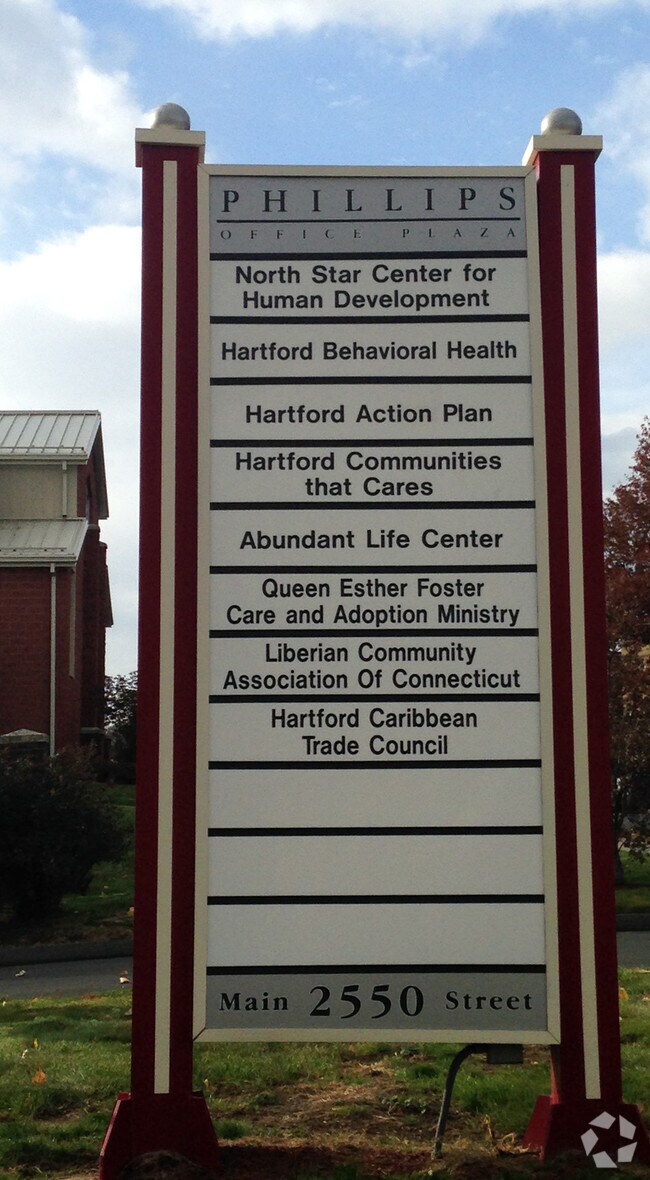 PHILLIPS
OFFICE PLAZA
North Star Center for
Human Development
Hartford Behavioral Health
Hartford Action Plan
Hartford Communities
that Cares
Abundant Life Center
Queen Esther Foster
Care and Adoption Ministry
Liberian Community
Association Of Connecticut
Hartford Caribbean
Trade Council
Main 2550 Street